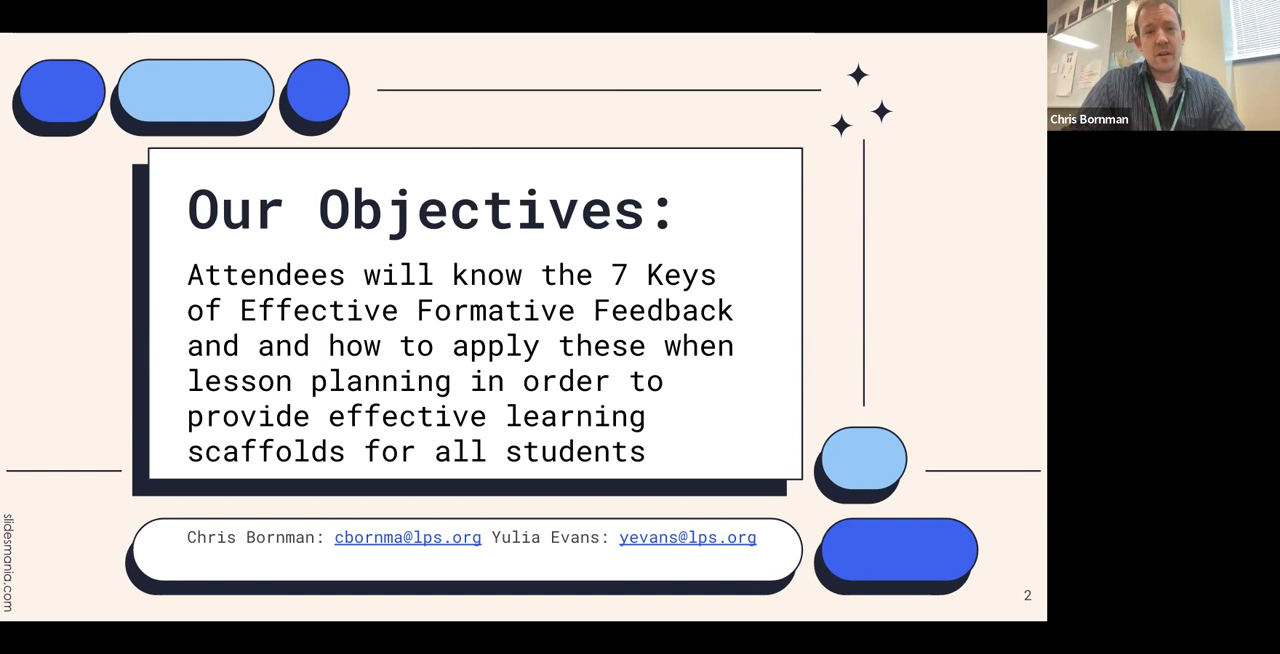 Our Objectives:
Attendees will know the 7 Keys
of Effective Formative Feedback
and and how to apply these when
lesson planning in order to
provide effective learning
scaffolds for all students
Chris Bornman: cbornma@lps.org Yulia Evans: yevans@lps.org
2
slidesmania.com
Chris Bornman